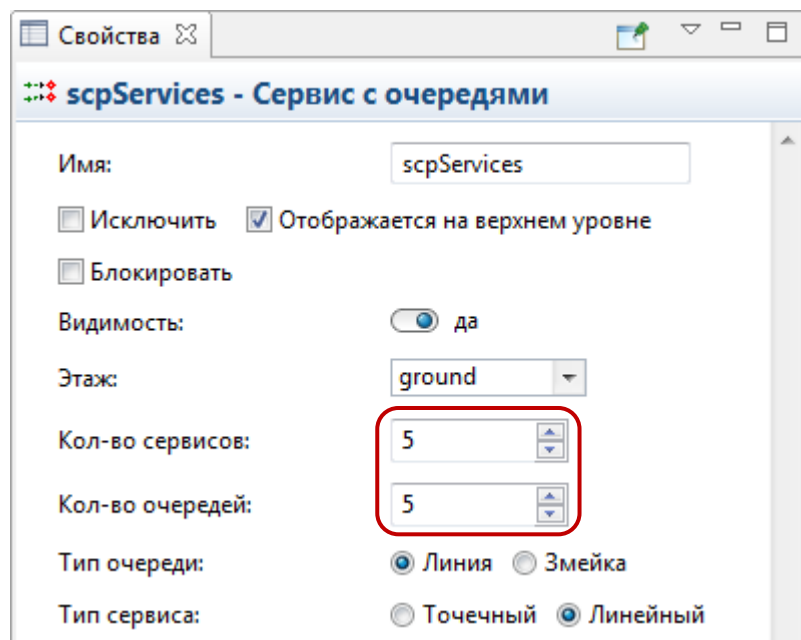 Свойства
scpServices - Сервис с очередями
Имя: scpServices
Исключить Отображается на верхнем уровне
Блокировать
Видимость: да
Этаж: ground
Кол-во сервисов: 5
Кол-во очередей: 5
Тип очереди: Линия Змейка
Тип сервиса: Точечный Линейный